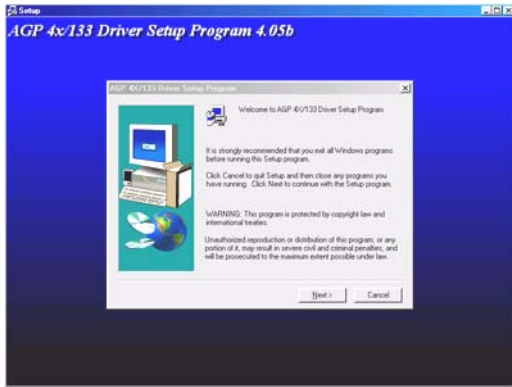 Setup
AGP 4x/133 Driver Setup Program 4.05b
AGP 4X/133 Driver Setup Program
Welcome to AGP 4X/133 Driver Setup Program
It is strongly recommended that you exit all Windows programs
before running this Setup program.
Click Cancel to quit Setup and then close any programs you
have running. Click Next to continue with the Setup program.
WARNING: This program is protected by copyright law and
international treaties.
Unauthorized reproduction or distribution of this program, or any
portion of it, may result in severe civil and criminal penalties, and
will be prosecuted to the maximum extent possible under law.
Next >
Cancel